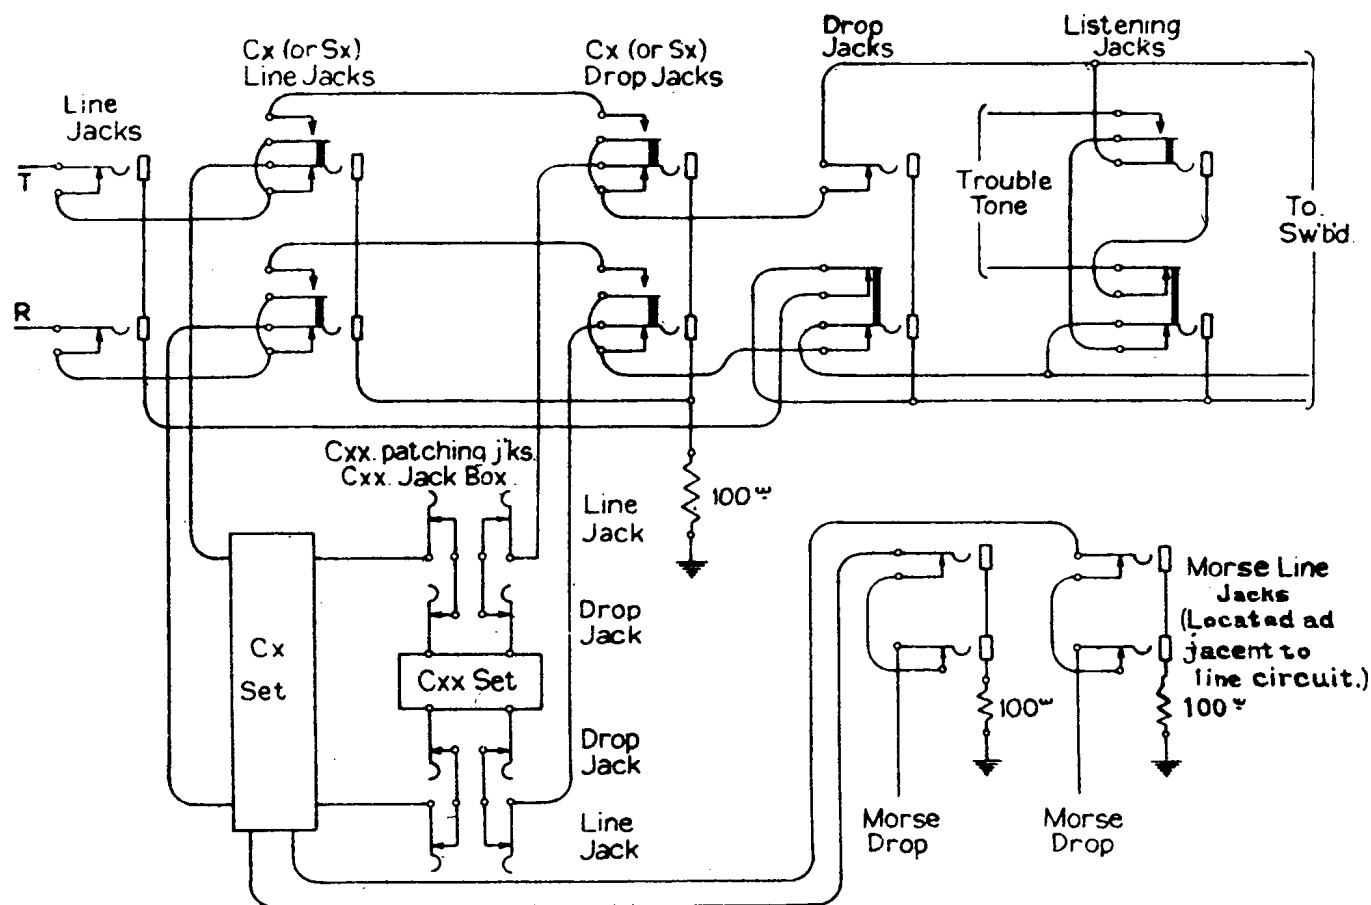 Cx (or Sx)
Line Jacks
Cx (or Sx)
Drop Jacks
Drop
Jacks
Listening
Jacks
Line
Jacks
T
R
Trouble
Tone
To.
Sw'b'd.
Cxx. patching j'ks.
Cxx. Jack Box.
Line
Jack
100ω
Drop
Jack
Cx
Set
Cxx Set
Drop
Jack
Line
Jack
Morse Line
Jacks
(Located ad
jacent to
line circuit.)
100ω
100ω
Morse
Drop
Morse
Drop